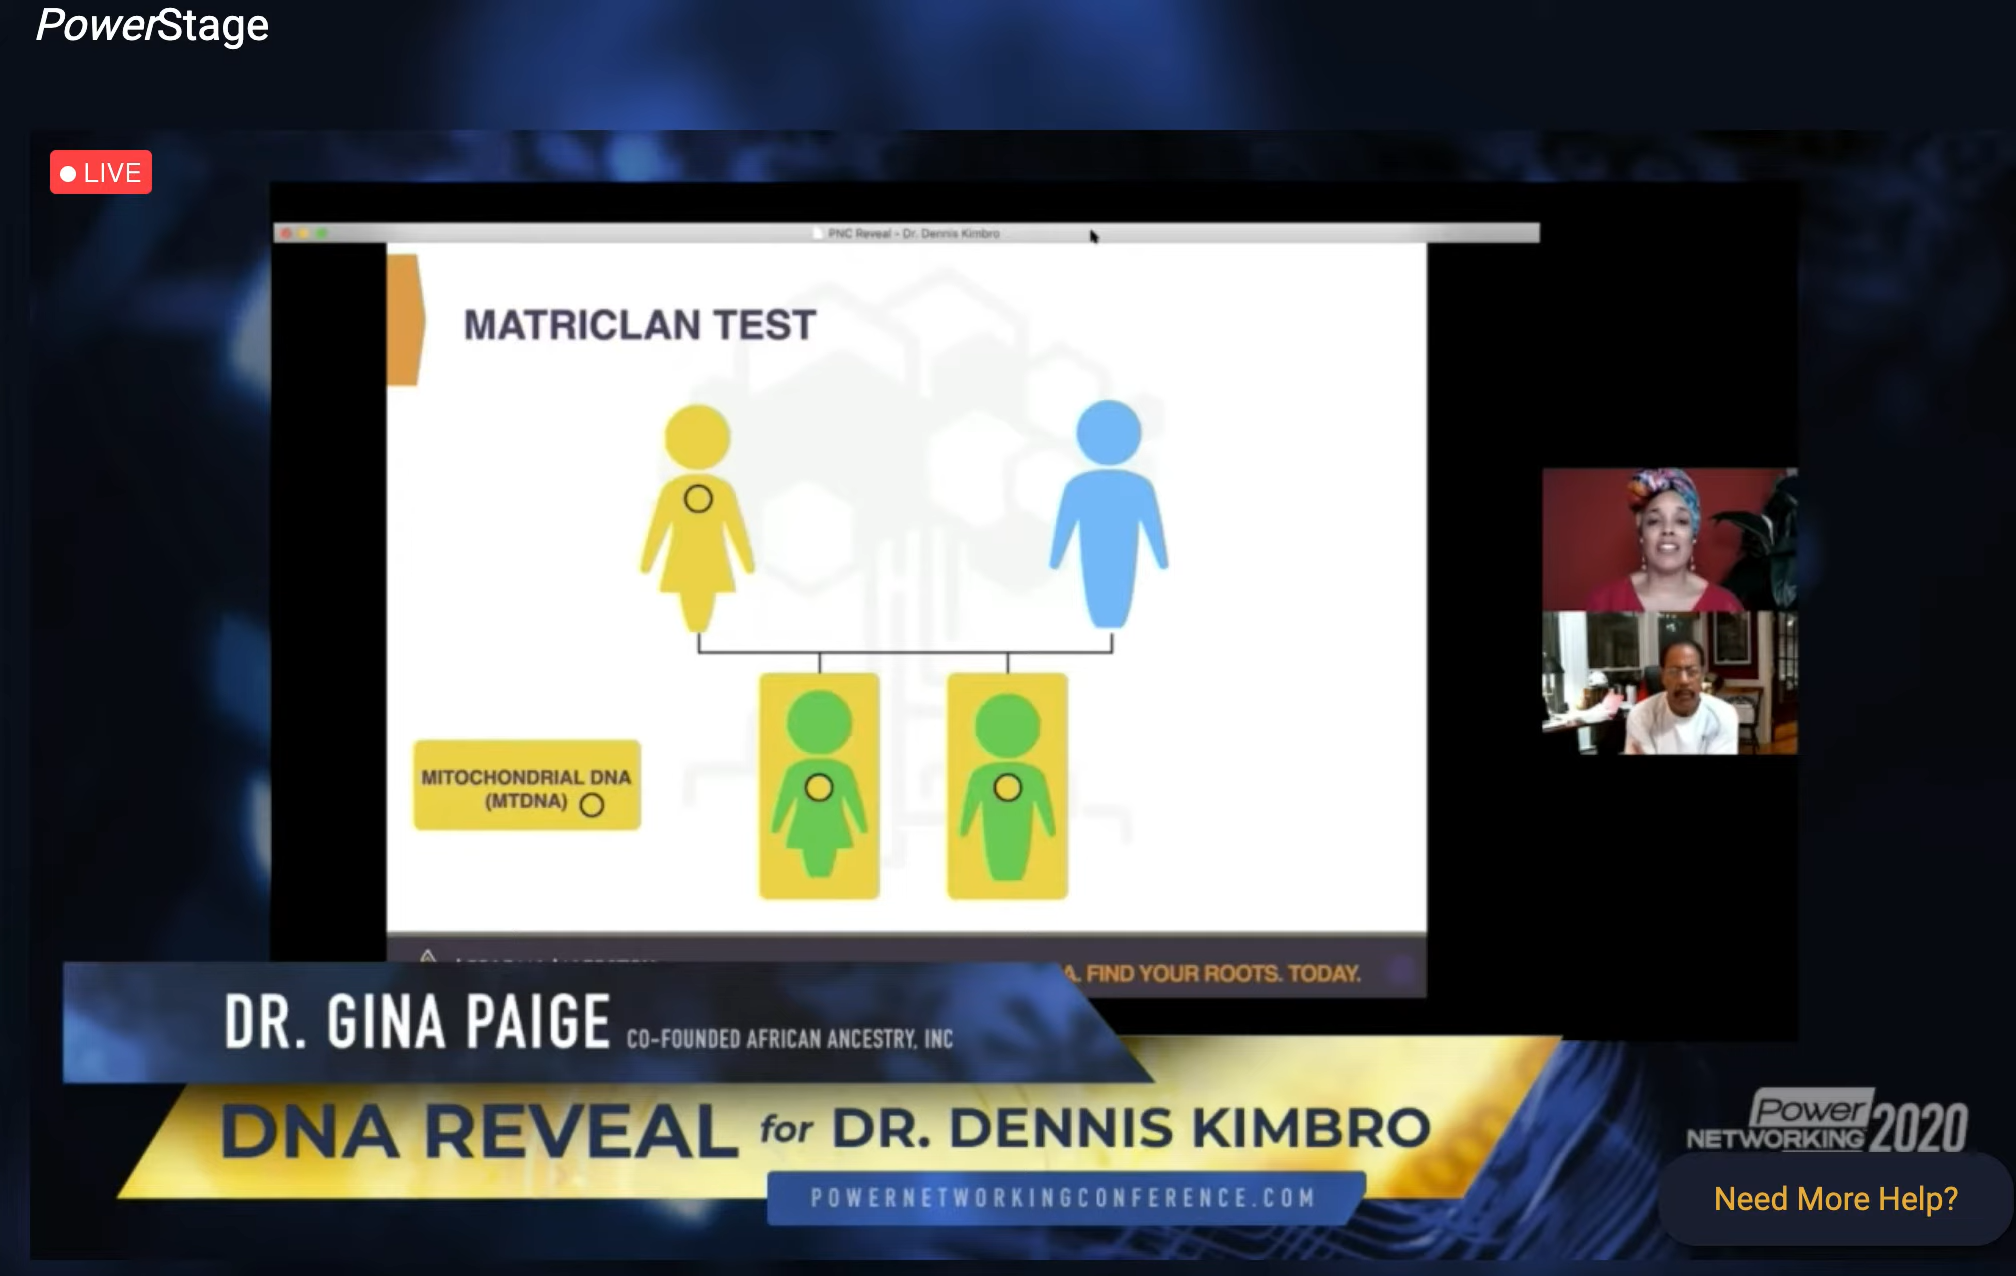 PowerStage
LIVE
PNC Reveal - Dr. Dennis Kimbro
MATRICLAN TEST
MITOCHONDRIAL DNA
(MTDNA)
FIND YOUR ROOTS. TODAY.
DR. GINA PAIGE CO-FOUNDED AFRICAN ANCESTRY, INC
DNA REVEAL for DR. DENNIS KIMBRO
POWERNETWORKINGCONFERENCE.COM
Power
NETWORKING 2020
Need More Help?